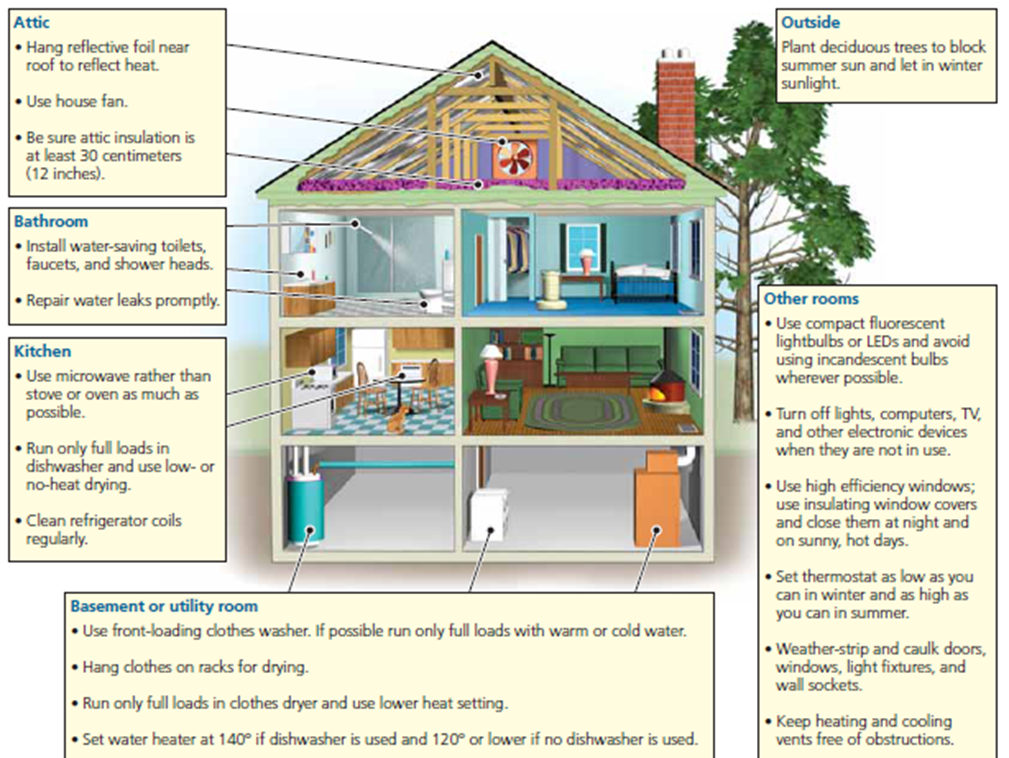 Attic
• Hang reflective foil near
roof to reflect heat.
• Use house fan.
• Be sure attic insulation is
at least 30 centimeters
(12 inches).
Bathroom
• Install water-saving toilets,
faucets, and shower heads.
• Repair water leaks promptly.
Kitchen
• Use microwave rather than
stove or oven as much as
possible.
• Run only full loads in
dishwasher and use low- or
no-heat drying.
• Clean refrigerator coils
regularly.
Outside
Plant deciduous trees to block
summer sun and let in winter
sunlight.
Other rooms
• Use compact fluorescent
lightbulbs or LEDs and avoid
using incandescent bulbs
wherever possible.
• Turn off lights, computers, TV,
and other electronic devices
when they are not in use.
• Use high efficiency windows;
use insulating window covers
and close them at night and
on sunny, hot days.
• Set thermostat as low as you
can in winter and as high as
you can in summer.
• Weather-strip and caulk doors,
windows, light fixtures, and
wall sockets.
• Keep heating and cooling
vents free of obstructions.
Basement or utility room
• Use front-loading clothes washer. If possible run only full loads with warm or cold water.
• Hang clothes on racks for drying.
• Run only full loads in clothes dryer and use lower heat setting.
• Set water heater at 140° if dishwasher is used and 120° or lower if no dishwasher is used.